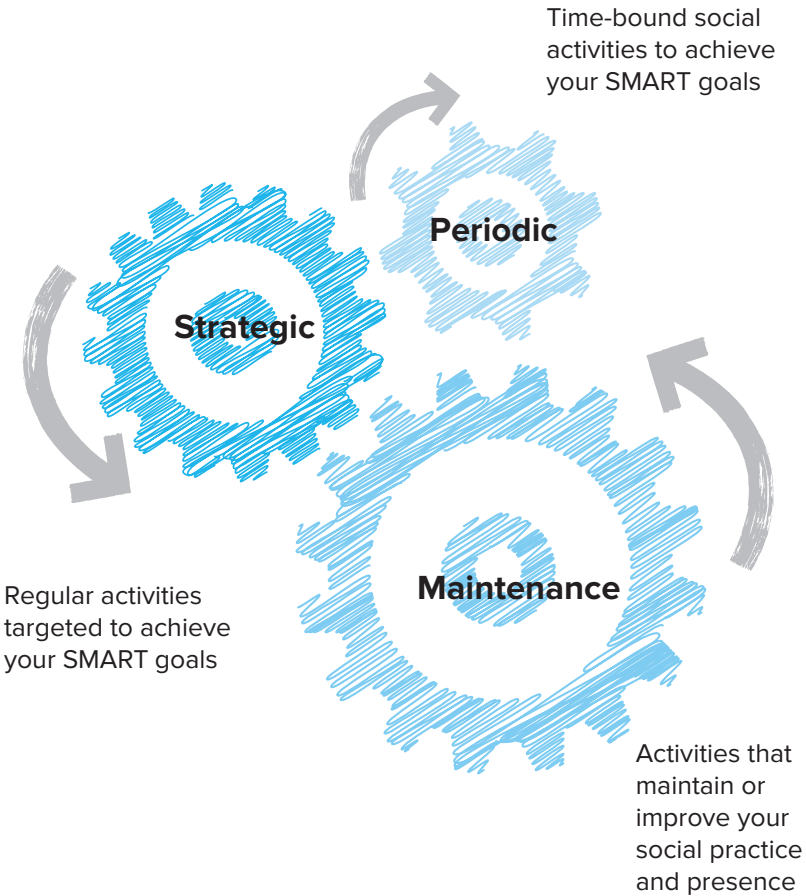 Time-bound social
activities to achieve
your SMART goals
Periodic
Strategic
Maintenance
Regular activities
targeted to achieve
your SMART goals
Activities that
maintain or
improve your
social practice
and presence